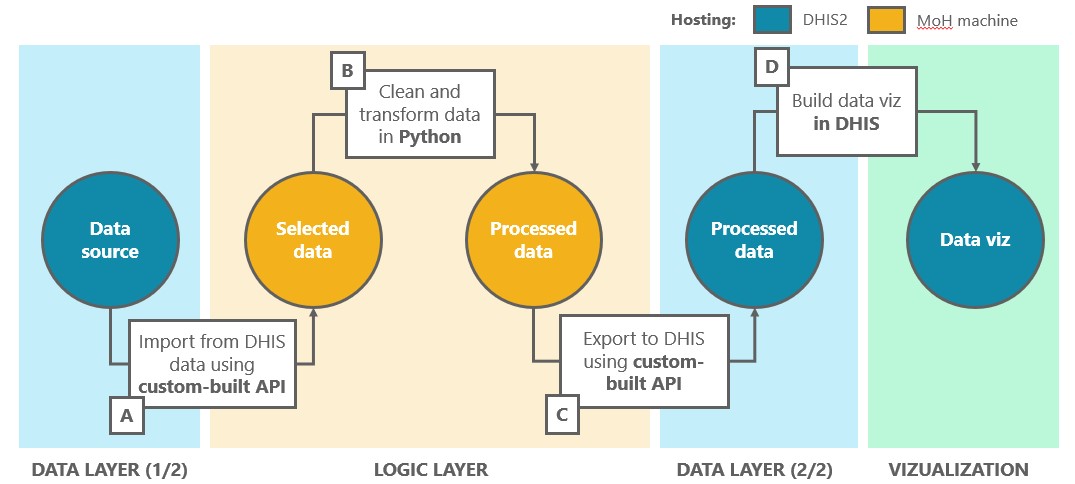 Hosting: DHIS2 MoH machine
B
Clean and
transform data
in Python
D
Build data viz
in DHIS
Data
source
Selected
data
Processed
data
Processed
data
Data viz
Import from DHIS
data using
custom-built API
A
Export to DHIS
using custom-
built API
C
DATA LAYER (1/2)
LOGIC LAYER
DATA LAYER (2/2)
VIZUALIZATION